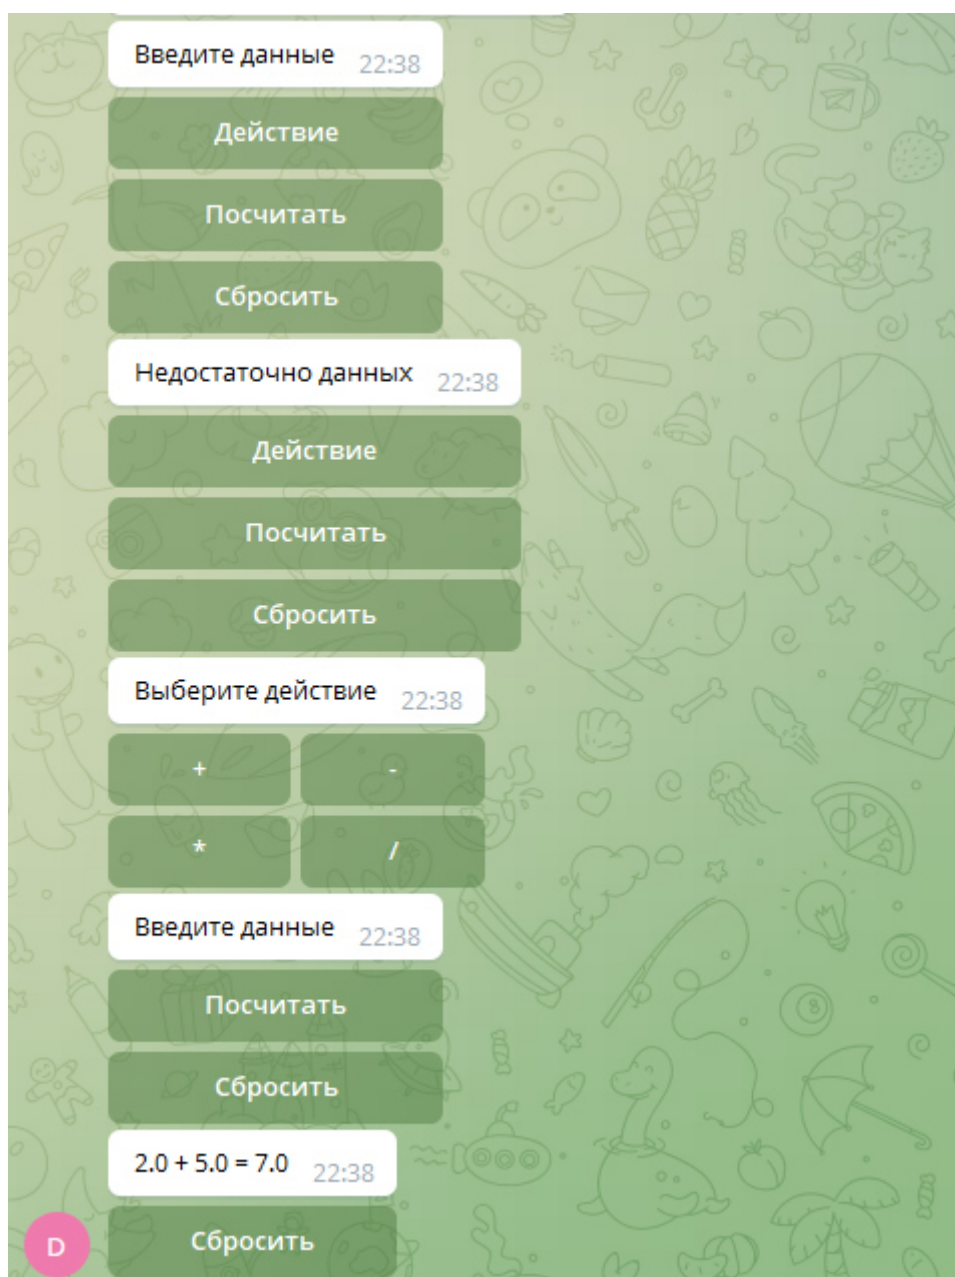 Введите данные 22:38
Действие
Посчитать
Сбросить
Недостаточно данных 22:38
Действие
Посчитать
Сбросить
Выберите действие 22:38
+ -
* /
Введите данные 22:38
Посчитать
Сбросить
2.0 + 5.0 = 7.0 22:38
D Сбросить